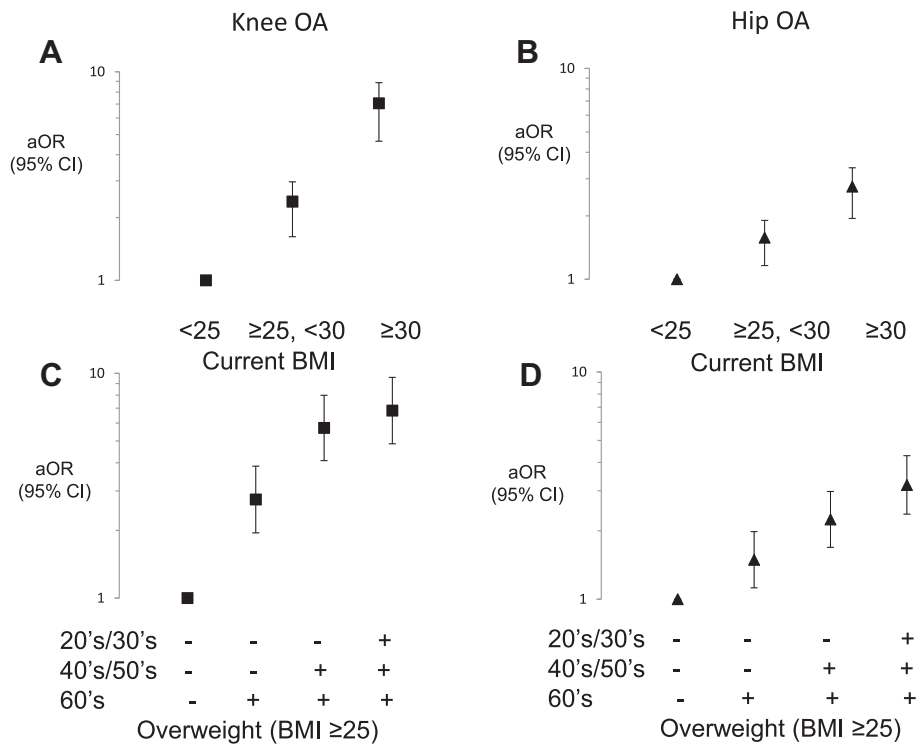 Knee OA
Hip OA
A
10
aOR
(95% CI)
1
<25 ≥25, <30 ≥30
Current BMI
B
10
aOR
(95% CI)
1
<25 ≥25, <30 ≥30
Current BMI
C
10
aOR
(95% CI)
1
20's/30's - - - +
40's/50's - - + +
60's - + + +
Overweight (BMI ≥25)
D
10
aOR
(95% CI)
1
20's/30's - - - +
40's/50's - - + +
60's - + + +
Overweight (BMI ≥25)